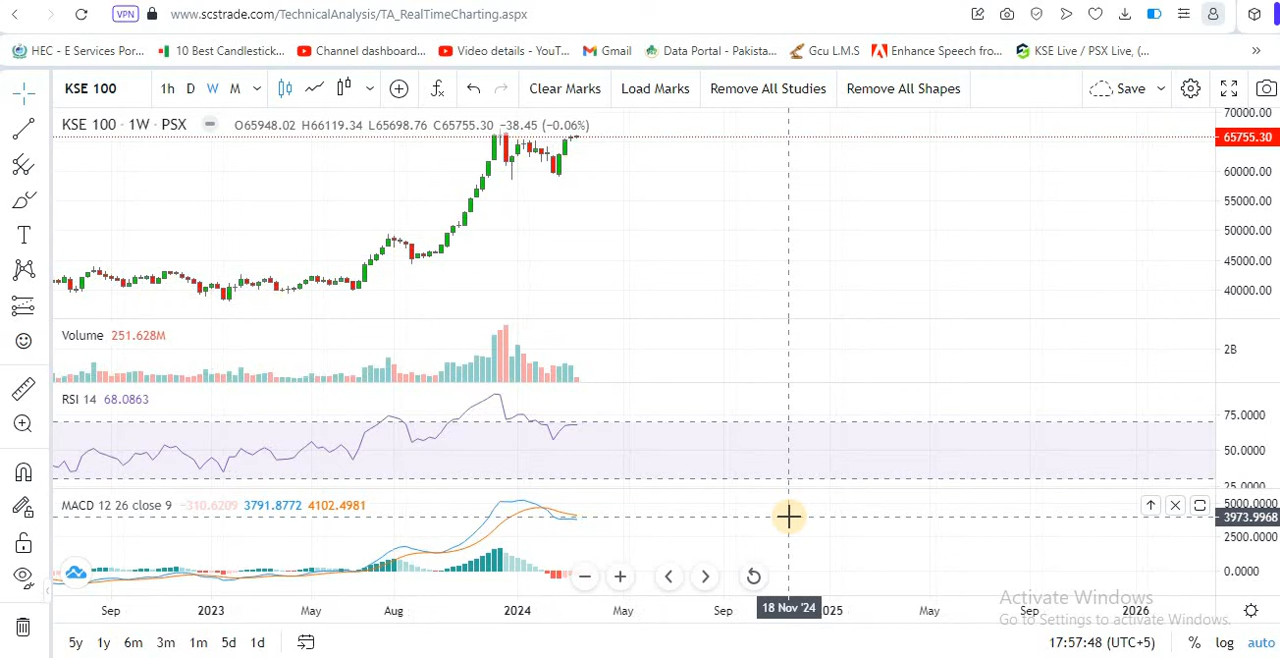 www.scstrade.com/TechnicalAnalysis/TA_RealTimeCharting.aspx
VPN
HEC - E Services Por... 10 Best Candlestick... Channel dashboard... Video details - YouT... Gmail Data Portal - Pakista... Gcu L.M.S Enhance Speech fro... KSE Live / PSX Live, (... »
KSE 100 1h D W M Clear Marks Load Marks Remove All Studies Remove All Shapes Save
KSE 100 · 1W · PSX O65948.02 H66119.34 L65698.76 C65755.30 −38.45 (−0.06%)
70000.00
65755.30
60000.00
55000.00
50000.00
45000.00
40000.00
Volume 251.628M
2B
RSI 14 68.0863
75.0000
50.0000
25.0000
MACD 12 26 close 9 −310.6209 3791.8772 4102.4981
5000.0000
3973.9968
2500.0000
0.0000
Sep 2023 May Aug 2024 May Sep 18 Nov '24 025 May Sep 2026
Activate Windows
Go to Settings to activate Windows.
5y 1y 6m 3m 1m 5d 1d 17:57:48 (UTC+5) % log auto